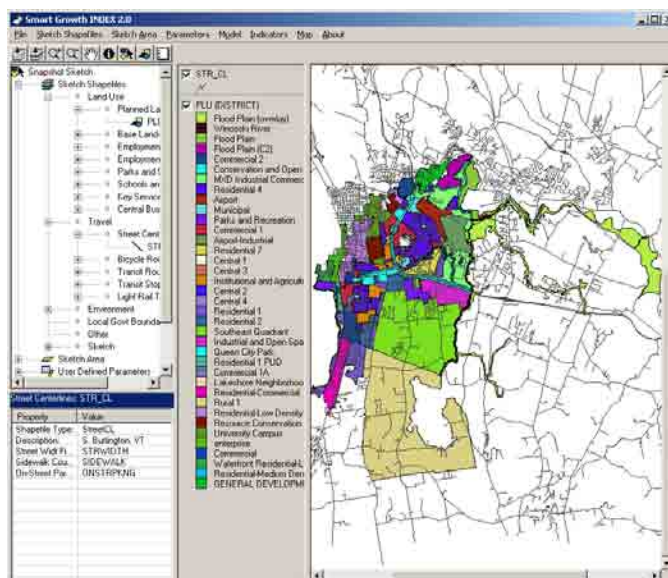 Smart Growth INDEX 2.0
File Sketch Shapefiles Sketch Area Parameters Model Indicators Map About
Snapshot Sketch
Sketch Shapefiles
Land Use
Planned La
PLU
Base Land
Employmen
Employmen
Parks and
Schools an
Key Service
Central Bus
Travel
Street Cent
STR
Bicycle Rou
Transit Rou
Transit Stop
Light Rail T
Environment
Local Govt Bounda
Other
Sketch
Sketch Area
User Defined Parameters
Street Centerlines: STR_CL
Property Value
Shapefile Type: StreetCL
Description: S. Burlington, VT
Street Widt Fi STRWIDTH
Sidewalk Cou SIDEWALK
OnStreet Par ONSTRPKNG
STR_CL
PLU (DISTRICT)
Flood Plain (overlay)
Winooski River
Flood Plain
Flood Plain (C2)
Commercial 2
Conservation and Open
MXD Industrial Commerc
Residential 4
Airport
Municipal
Parks and Recreation
Commercial 1
Airport-Industrial
Residential 7
Central 1
Central 3
Institutional and Agricultu
Central 2
Central 4
Residential 1
Residential 2
Southeast Quadrant
Industrial and Open Spa
Queen City Park
Residential 1 PUD
Commercial 1A
Lakeshore Neighborhoo
Residential-Commercial
Rural 1
Residential-Low Density
Resource Conservation
University Campus
enterprise
Commercial
Waterfront Residential-L
Residential-Medium Den
GENERAL DEVELOPM